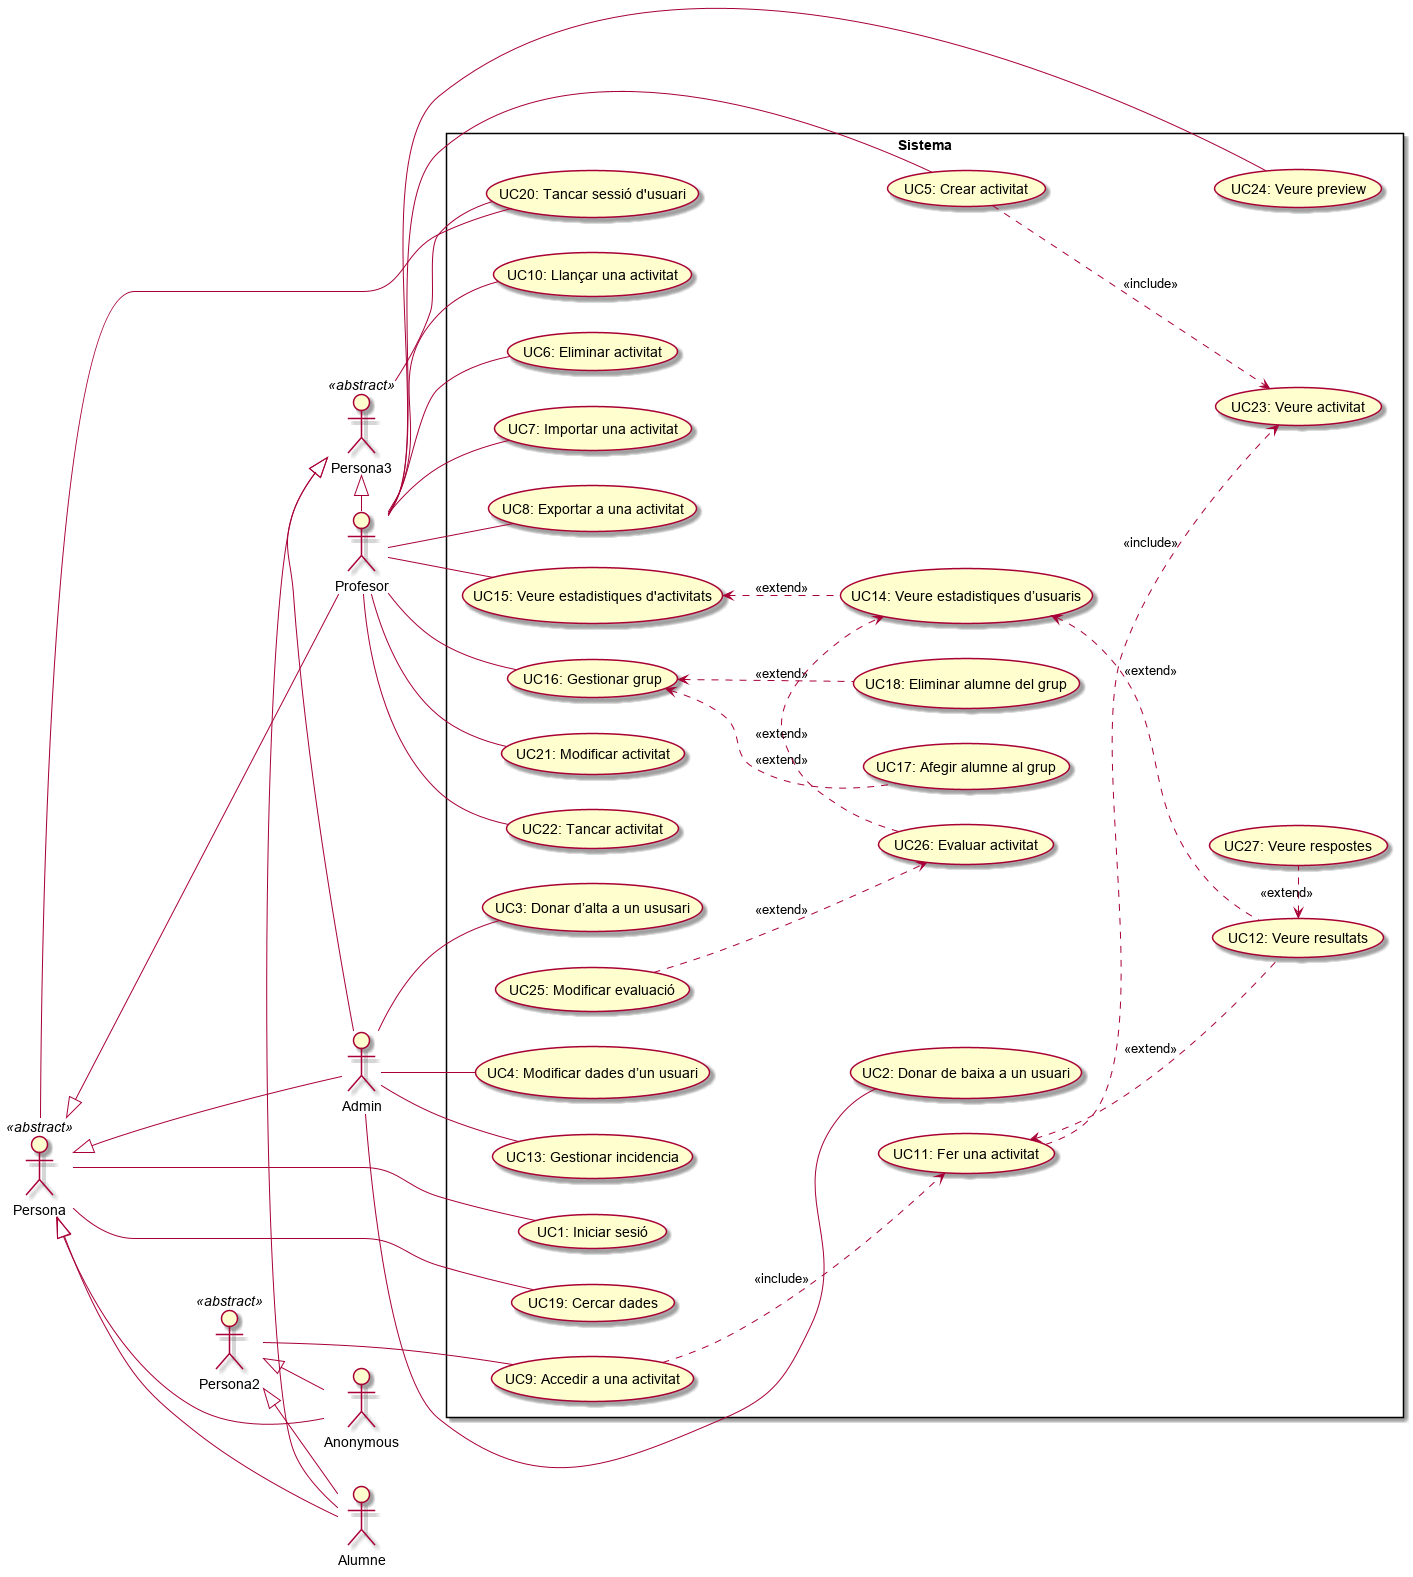 Sistema
UC20: Tancar sessió d'usuari
UC5: Crear activitat
UC24: Veure preview
UC10: Llançar una activitat
«include»
UC6: Eliminar activitat
«abstract»
Persona3
UC7: Importar una activitat
UC23: Veure activitat
UC8: Exportar a una activitat
«include»
Profesor
UC15: Veure estadistiques d'activitats
«extend»
UC14: Veure estadistiques d’usuaris
UC16: Gestionar grup
«extend»
UC18: Eliminar alumne del grup
«extend»
«extend»
UC21: Modificar activitat
«extend»
UC17: Afegir alumne al grup
UC22: Tancar activitat
UC26: Evaluar activitat
UC27: Veure respostes
«extend»
UC3: Donar d’alta a un ususari
«extend»
UC12: Veure resultats
UC25: Modificar evaluació
«extend»
Admin
UC4: Modificar dades d’un usuari
UC2: Donar de baixa a un usuari
«abstract»
Persona
UC13: Gestionar incidencia
UC11: Fer una activitat
UC1: Iniciar sesió
«include»
UC19: Cercar dades
«abstract»
Persona2
UC9: Accedir a una activitat
Anonymous
Alumne